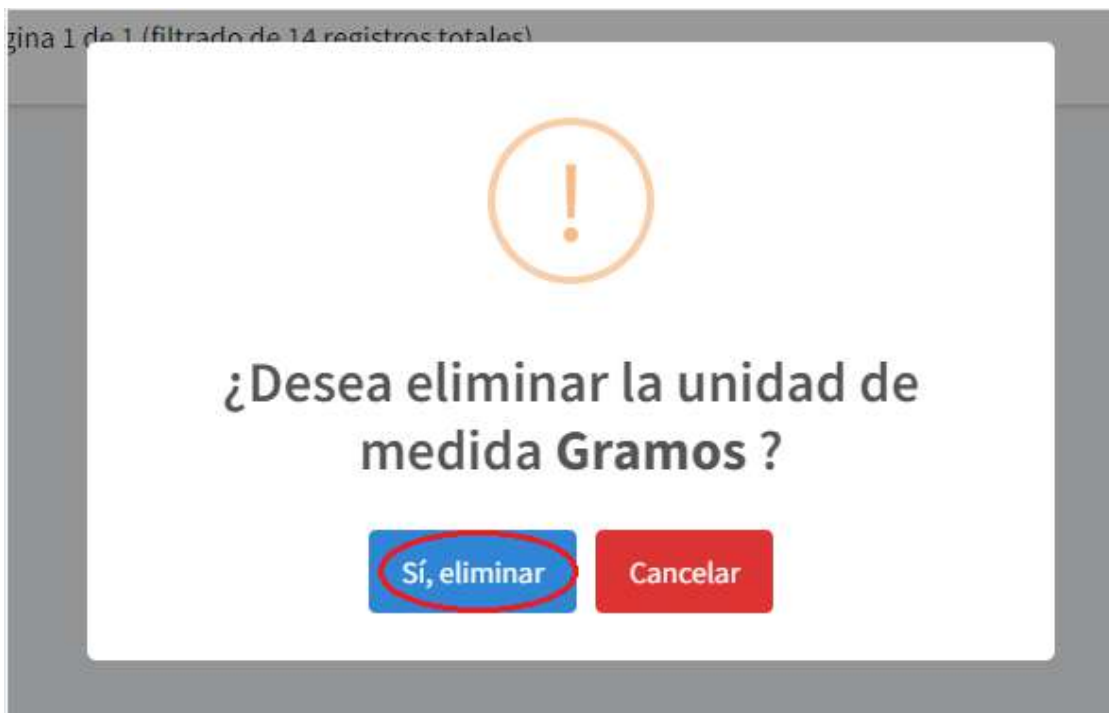 gina 1 de 1 (filtrado de 14 registros totales)
!
¿Desea eliminar la unidad de
medida Gramos ?
Sí, eliminar
Cancelar